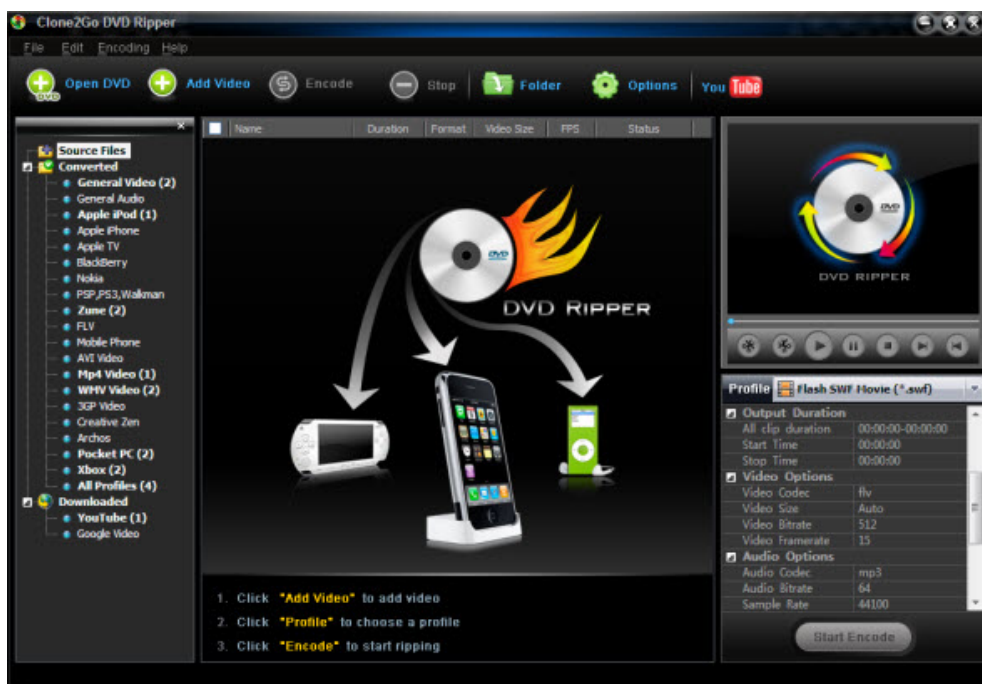 Clone2Go DVD Ripper
File Edit Encoding Help
DVD Open DVD Add Video Encode Stop Folder Options You Tube
Name Duration Format Video Size FPS Status
Source Files
Converted
General Video (2)
General Audio
Apple iPod (1)
Apple iPhone
Apple TV
BlackBerry
Nokia
PSP,PS3,Walkman
Zune (2)
FLV
Mobile Phone
AVI Video
Mp4 Video (1)
WMV Video (2)
3GP Video
Creative Zen
Archos
Pocket PC (2)
Xbox (2)
All Profiles (4)
Downloaded
YouTube (1)
Google Video
DVD
DVD RIPPER
1. Click "Add Video" to add video
2. Click "Profile" to choose a profile
3. Click "Encode" to start ripping
DVD
DVD RIPPER
Profile Flash SWF Movie (*.swf)
Output Duration
All clip duration 00:00:00-00:00:00
Start Time 00:00:00
Stop Time 00:00:00
Video Options
Video Codec flv
Video Size Auto
Video Bitrate 512
Video Framerate 15
Audio Options
Audio Codec mp3
Audio Bitrate 64
Sample Rate 44100
Start Encode